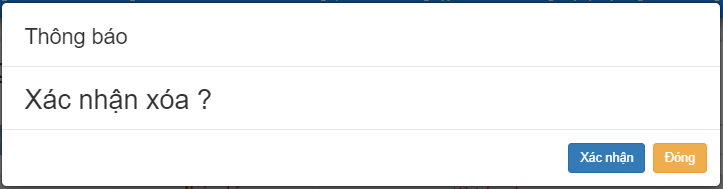 Thông báo
Xác nhận xóa ?
Xác nhận
Đóng